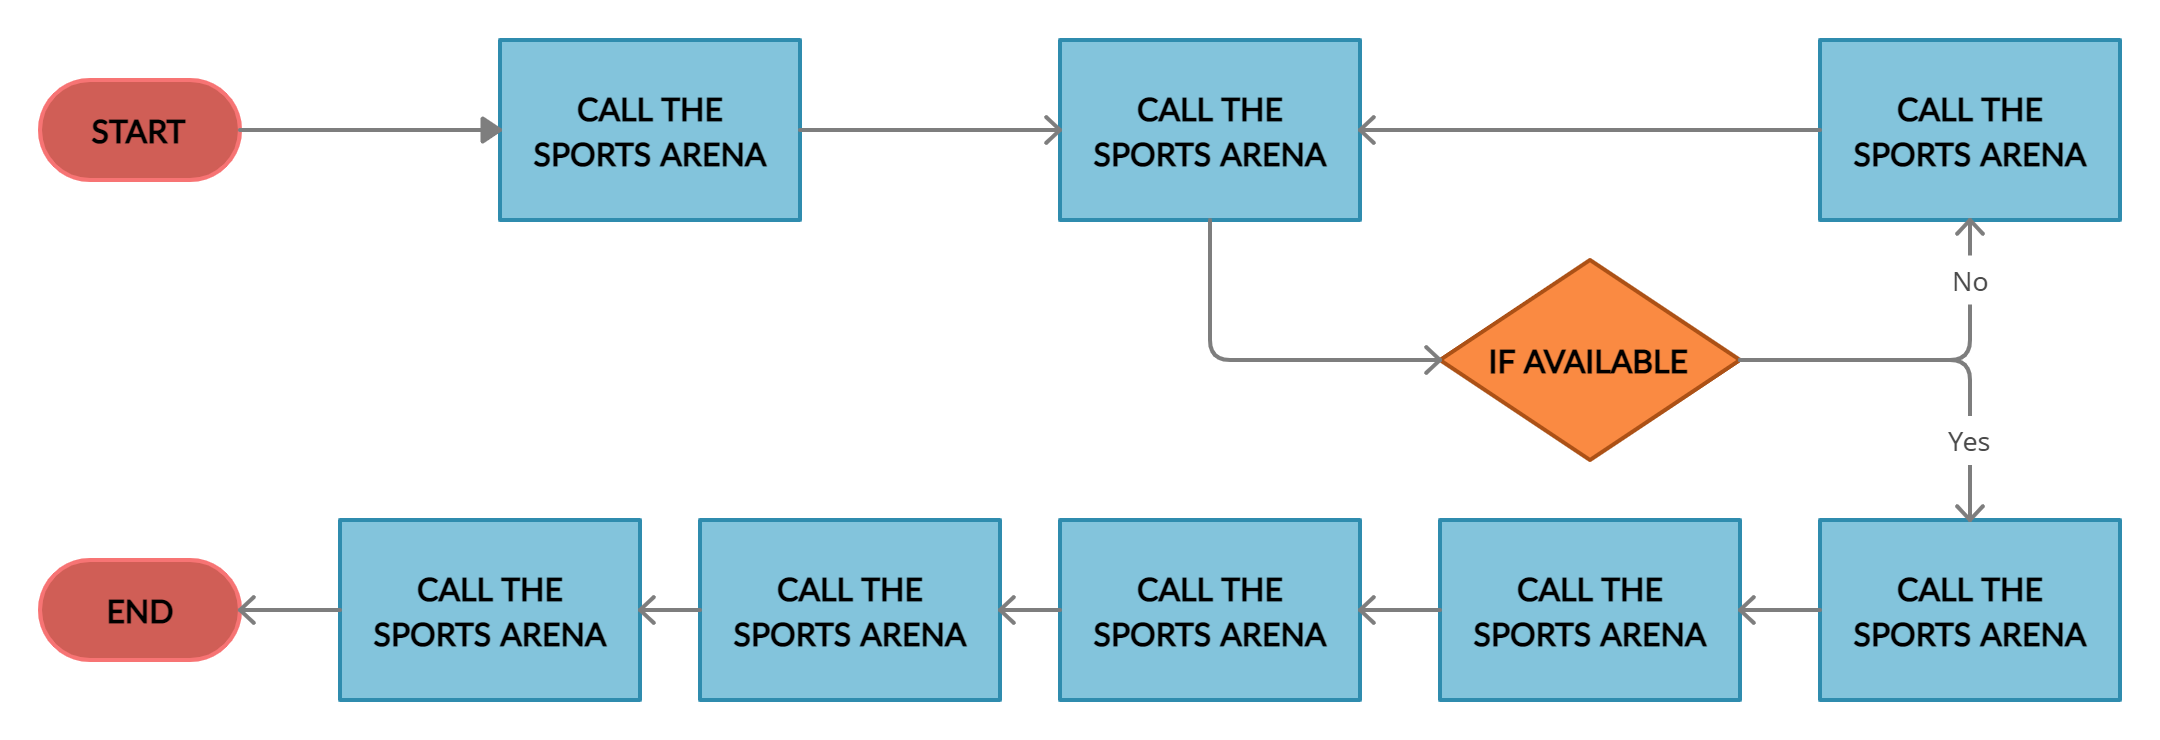 START
CALL THE
SPORTS ARENA
CALL THE
SPORTS ARENA
CALL THE
SPORTS ARENA
No
IF AVAILABLE
Yes
END
CALL THE
SPORTS ARENA
CALL THE
SPORTS ARENA
CALL THE
SPORTS ARENA
CALL THE
SPORTS ARENA
CALL THE
SPORTS ARENA